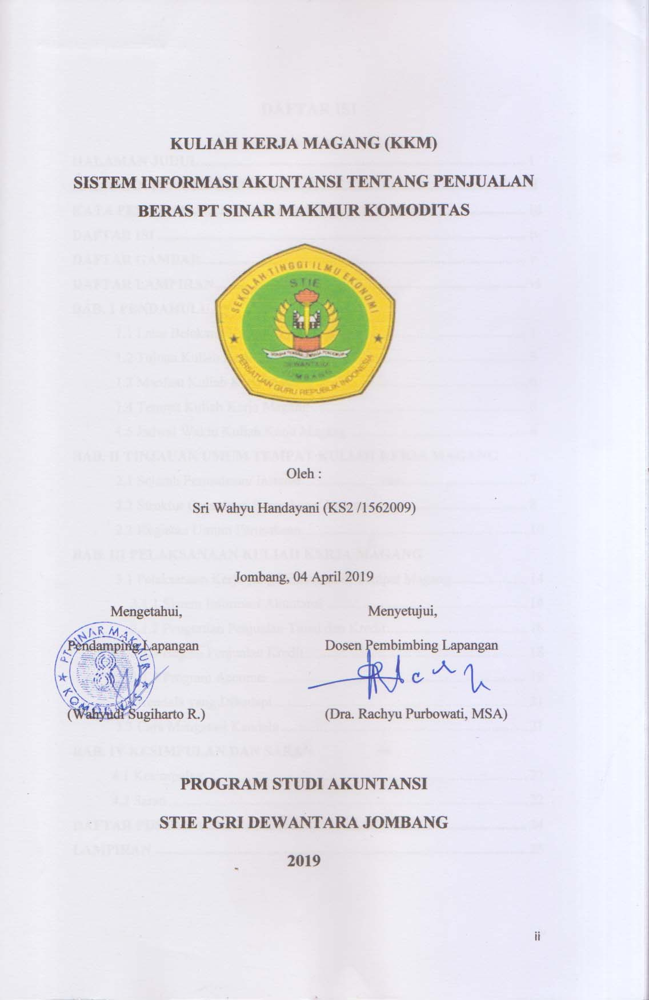 KULIAH KERJA MAGANG (KKM)
SISTEM INFORMASI AKUNTANSI TENTANG PENJUALAN
BERAS PT SINAR MAKMUR KOMODITAS
SEKOLAH TINGGI ILMU EKONOMI
STIE
DEWANTARA
JOMBANG
PERSATUAN GURU REPUBLIK INDONESIA
Oleh :
Sri Wahyu Handayani (KS2 /1562009)
Jombang, 04 April 2019
Mengetahui,
Menyetujui,
Pendamping Lapangan
Dosen Pembimbing Lapangan
PT SINAR MAKMUR
KOMODITAS
(Wahyudi Sugiharto R.)
(Dra. Rachyu Purbowati, MSA)
PROGRAM STUDI AKUNTANSI
STIE PGRI DEWANTARA JOMBANG
2019
ii